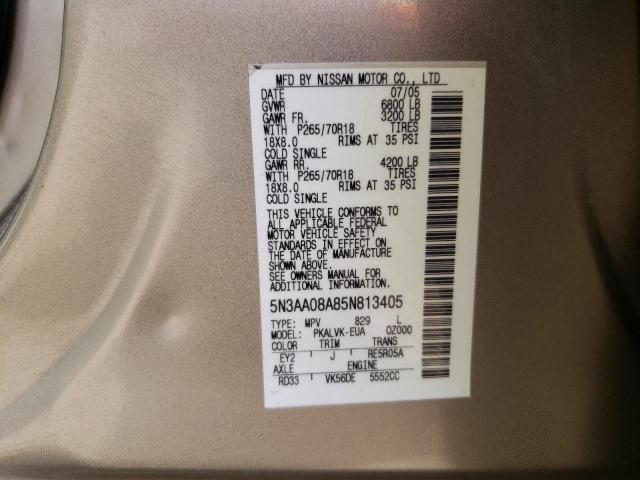 MFD BY NISSAN MOTOR CO., LTD
DATE 07/05
GVWR 6800 LB
GAWR FR. 3200 LB
WITH P265/70R18 TIRES
18X8.0 RIMS AT 35 PSI
COLD SINGLE
GAWR RR. 4200 LB
WITH P265/70R18 TIRES
18X8.0 RIMS AT 35 PSI
COLD SINGLE
THIS VEHICLE CONFORMS TO
ALL APPLICABLE FEDERAL
MOTOR VEHICLE SAFETY
STANDARDS IN EFFECT ON
THE DATE OF MANUFACTURE
SHOWN ABOVE.
SEE OWNERS MANUAL FOR
ADDITIONAL INFORMATION.
5N3AA08A85N813405
TYPE: MPV 829 L
MODEL: PKALVK-EUA 0Z000
COLOR TRIM TRANS
EY2 J RE5R05A
AXLE ENGINE
RD33 VK56DE 5552CC